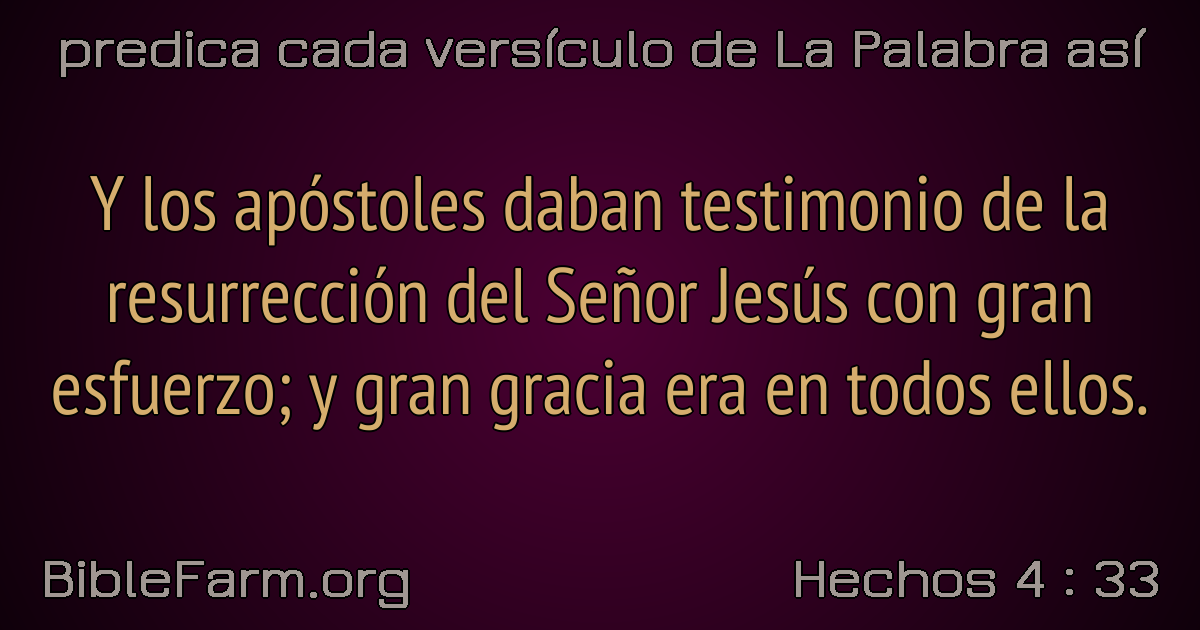 predica cada versículo de La Palabra así
Y los apóstoles daban testimonio de la
resurrección del Señor Jesús con gran
esfuerzo; y gran gracia era en todos ellos.
BibleFarm.org
Hechos 4 : 33